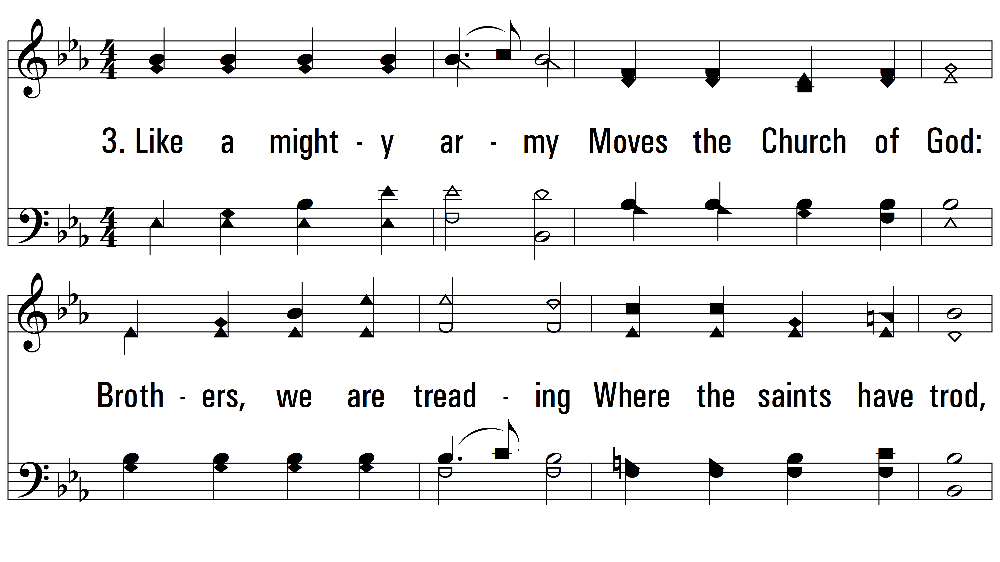 3. Like a might - y ar - my Moves the Church of God:
Broth - ers, we are tread - ing Where the saints have trod,